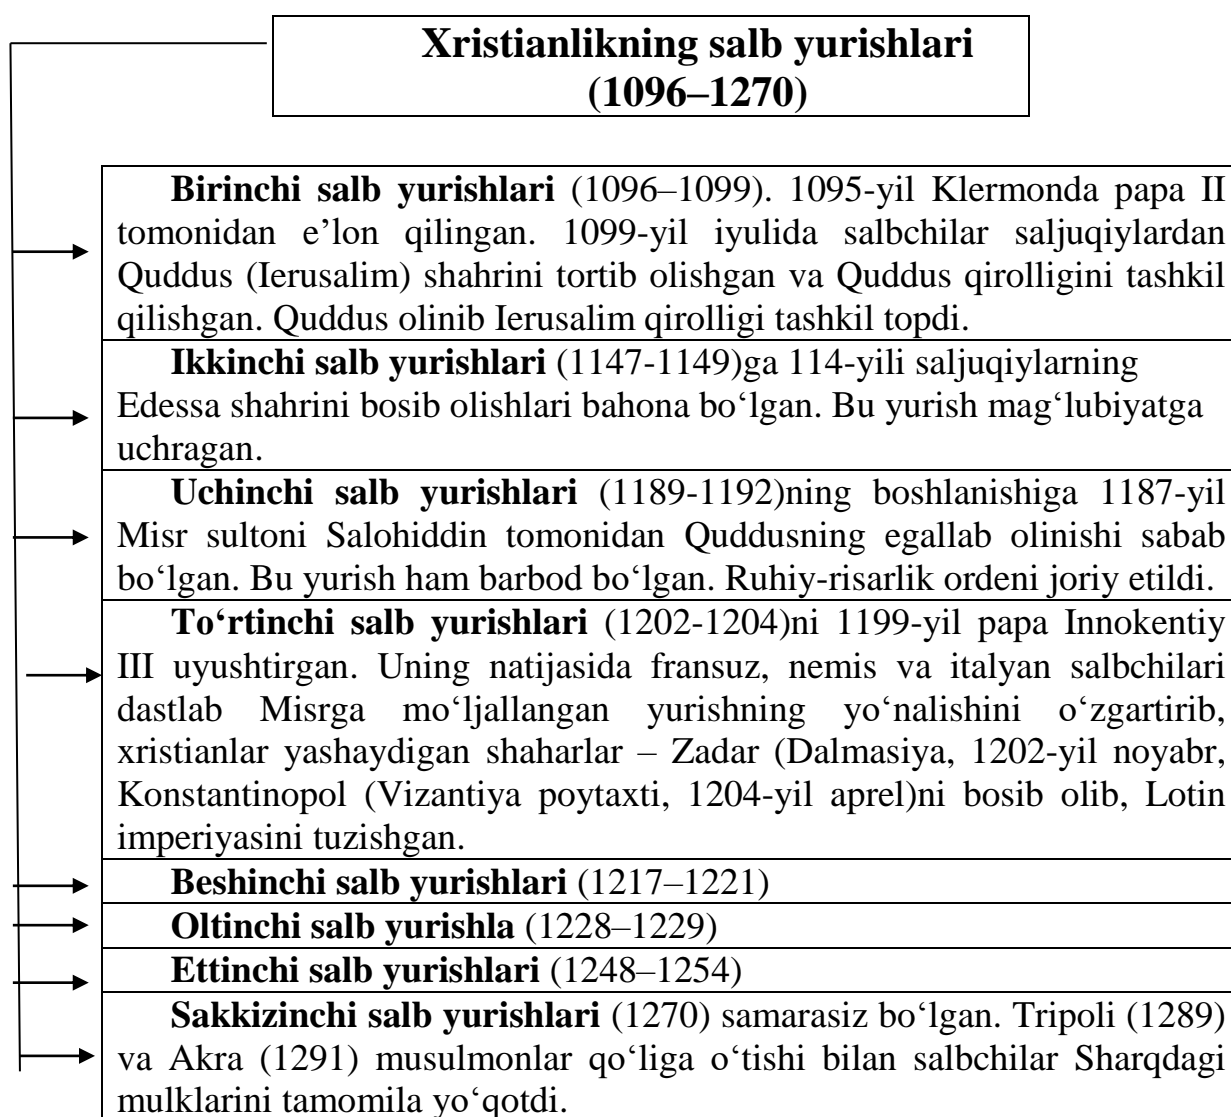 Xristianlikning salb yurishlari
(1096–1270)
Birinchi salb yurishlari (1096–1099). 1095-yil Klermonda papa II
tomonidan e’lon qilingan. 1099-yil iyulida salbchilar saljuqiylardan
Quddus (Ierusalim) shahrini tortib olishgan va Quddus qirolligini tashkil
qilishgan. Quddus olinib Ierusalim qirolligi tashkil topdi.
Ikkinchi salb yurishlari (1147-1149)ga 114-yili saljuqiylarning
Edessa shahrini bosib olishlari bahona bo‘lgan. Bu yurish mag‘lubiyatga
uchragan.
Uchinchi salb yurishlari (1189-1192)ning boshlanishiga 1187-yil
Misr sultoni Salohiddin tomonidan Quddusning egallab olinishi sabab
bo‘lgan. Bu yurish ham barbod bo‘lgan. Ruhiy-risarlik ordeni joriy etildi.
To‘rtinchi salb yurishlari (1202-1204)ni 1199-yil papa Innokentiy
III uyushtirgan. Uning natijasida fransuz, nemis va italyan salbchilari
dastlab Misrga mo‘ljallangan yurishning yo‘nalishini o‘zgartirib,
xristianlar yashaydigan shaharlar – Zadar (Dalmasiya, 1202-yil noyabr,
Konstantinopol (Vizantiya poytaxti, 1204-yil aprel)ni bosib olib, Lotin
imperiyasini tuzishgan.
Beshinchi salb yurishlari (1217–1221)
Oltinchi salb yurishla (1228–1229)
Ettinchi salb yurishlari (1248–1254)
Sakkizinchi salb yurishlari (1270) samarasiz bo‘lgan. Tripoli (1289)
va Akra (1291) musulmonlar qo‘liga o‘tishi bilan salbchilar Sharqdagi
mulklarini tamomila yo‘qotdi.